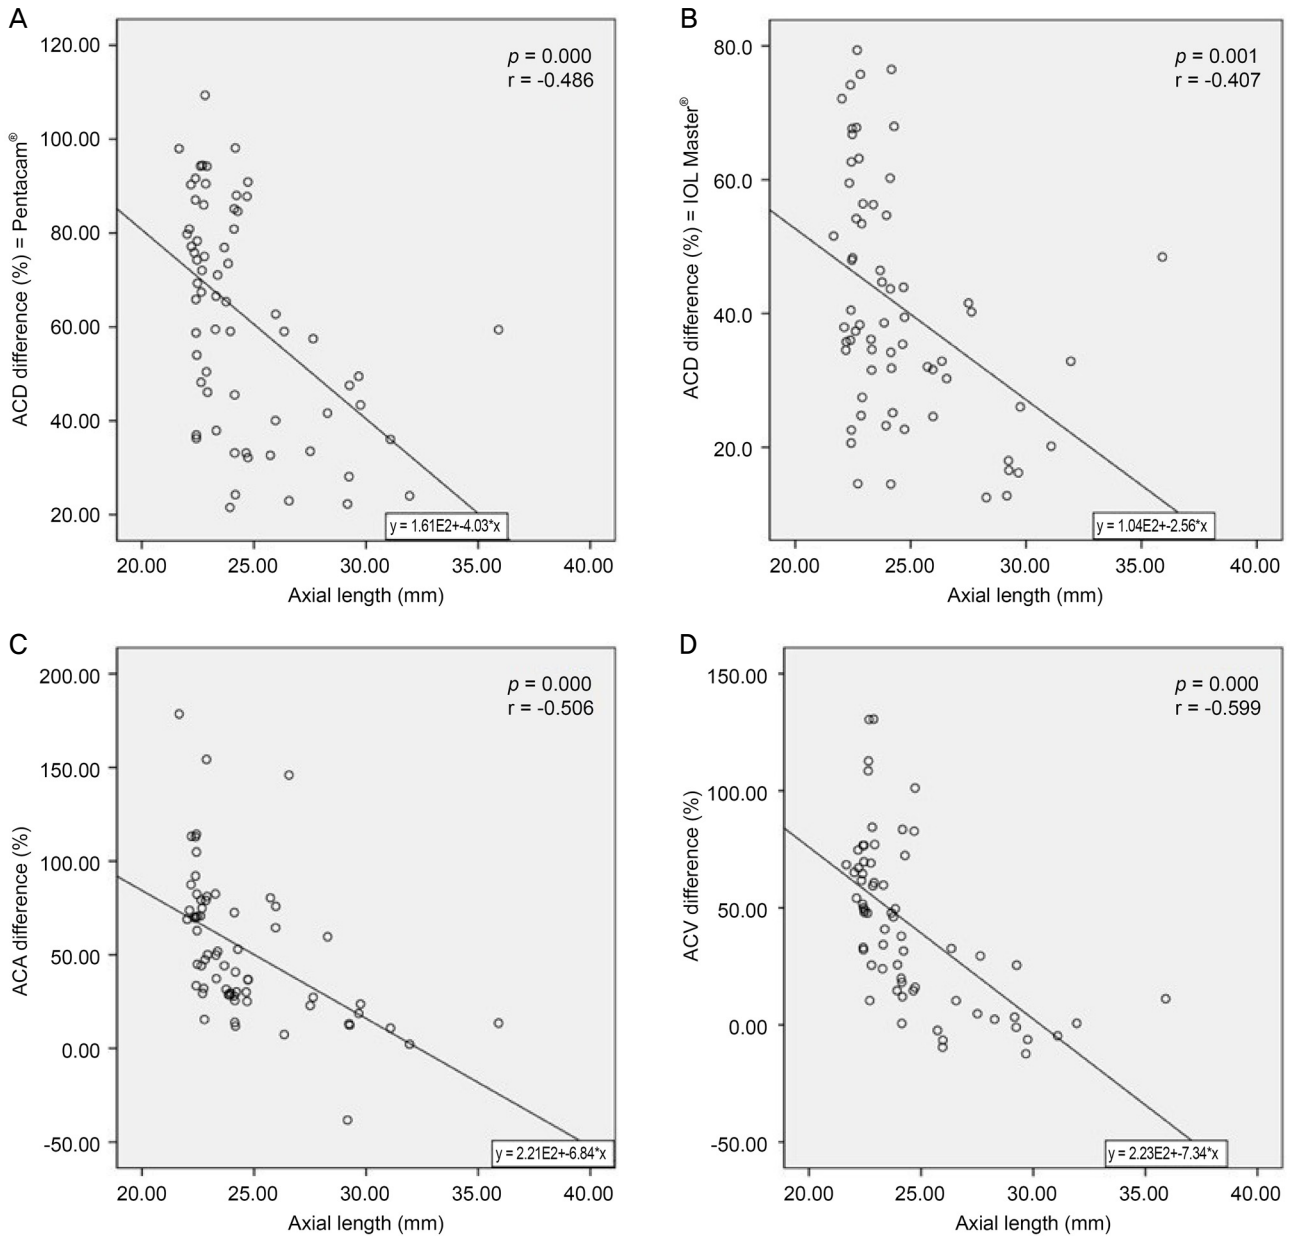 A
ACD difference (%) = Pentacam®
120.00
100.00
80.00
60.00
40.00
20.00
p = 0.000
r = -0.486
y = 1.61E2+-4.03*x
20.00 25.00 30.00 35.00 40.00
Axial length (mm)
B
ACD difference (%) = IOL Master®
80.0
60.0
40.0
20.0
p = 0.001
r = -0.407
y = 1.04E2+-2.56*x
20.00 25.00 30.00 35.00 40.00
Axial length (mm)
C
ACA difference (%)
200.00
150.00
100.00
50.00
0.00
-50.00
p = 0.000
r = -0.506
y = 2.21E2+-6.84*x
20.00 25.00 30.00 35.00 40.00
Axial length (mm)
D
ACV difference (%)
150.00
100.00
50.00
0.00
-50.00
p = 0.000
r = -0.599
y = 2.23E2+-7.34*x
20.00 25.00 30.00 35.00 40.00
Axial length (mm)